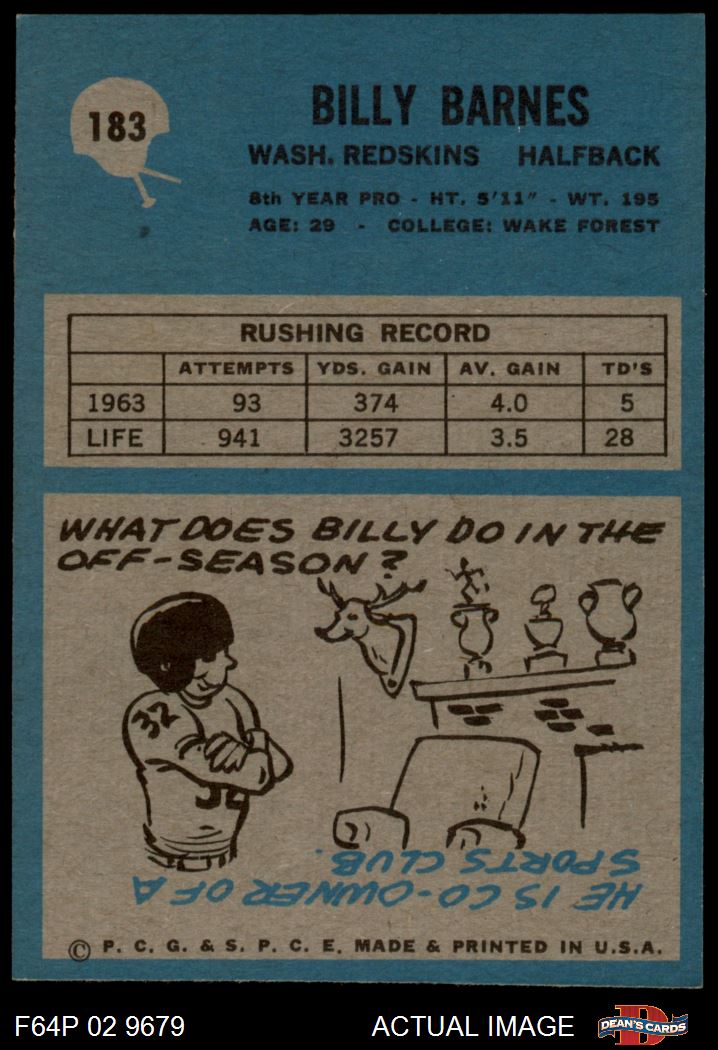 183
BILLY BARNES
WASH. REDSKINS HALFBACK
8th YEAR PRO - HT. 5'11" - WT. 195
AGE: 29 - COLLEGE: WAKE FOREST
RUSHING RECORD
ATTEMPTS YDS. GAIN AV. GAIN TD'S
1963 93 374 4.0 5
LIFE 941 3257 3.5 28
WHAT DOES BILLY DO IN THE
OFF-SEASON?
32
32
HE IS CO-OWNER OF A
SPORTS CLUB.
© P. C. G. & S. P. C. E. MADE & PRINTED IN U.S.A.
F64P 02 9679 ACTUAL IMAGE
DEAN'S CARDS